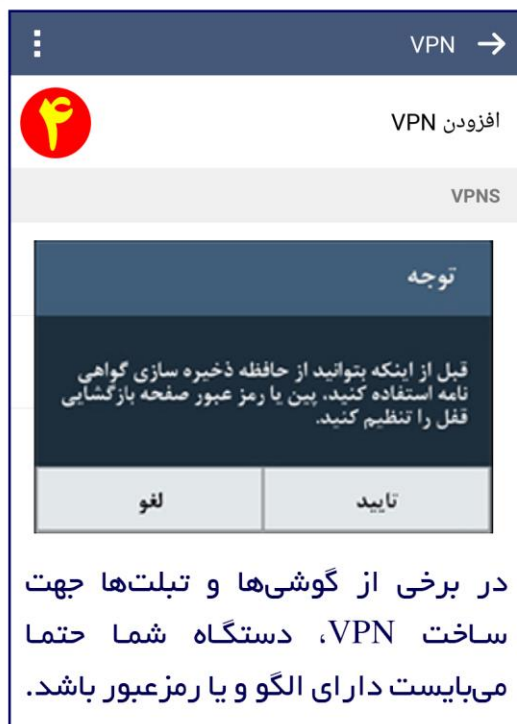 VPN
۴
افزودن VPN
VPNS
توجه
قبل از اینکه بتوانید از حافظه ذخیره سازی گواهی
نامه استفاده کنید، پین یا رمز عبور صفحه بازگشایی
قفل را تنظیم کنید.
تایید
لغو
در برخی از گوشی‌ها و تبلت‌ها جهت
ساخت VPN، دستگاه شما حتما
می‌بایست دارای الگو و یا رمزعبور باشد.